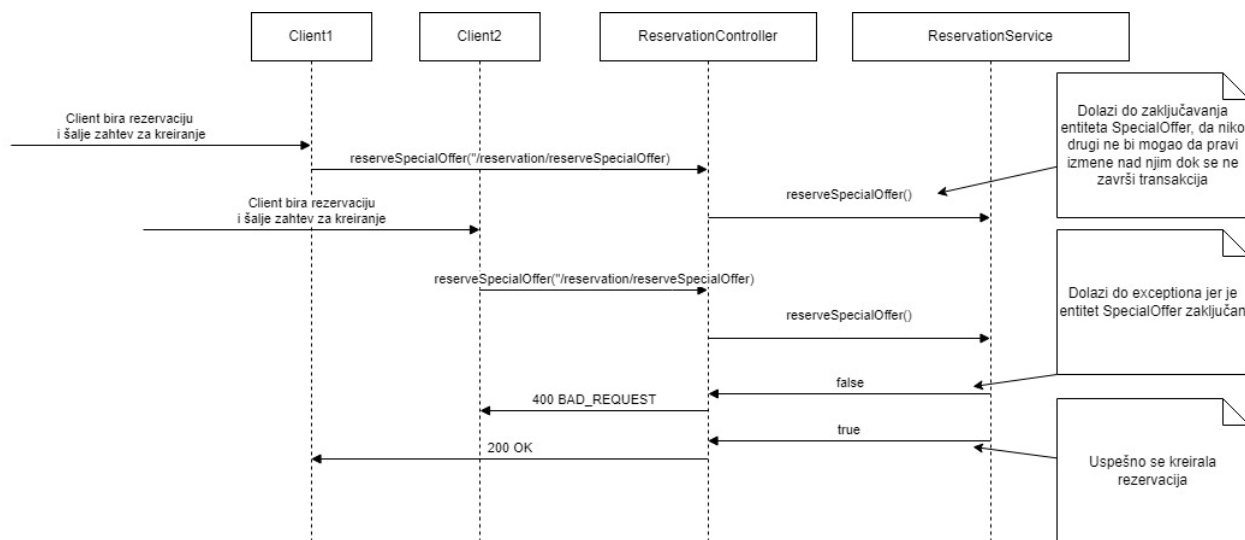 Client1
Client2
ReservationController
ReservationService
Client bira rezervaciju
i šalje zahtev za kreiranje
reserveSpecialOffer("/reservation/reserveSpecialOffer)
Dolazi do zaključavanja
entiteta SpecialOffer, da niko
drugi ne bi mogao da pravi
izmene nad njim dok se ne
završi transakcija
reserveSpecialOffer()
Client bira rezervaciju
i šalje zahtev za kreiranje
reserveSpecialOffer("/reservation/reserveSpecialOffer)
Dolazi do exceptiona jer je
entitet SpecialOffer zaključan
reserveSpecialOffer()
false
400 BAD_REQUEST
true
200 OK
Uspešno se kreirala
rezervacija